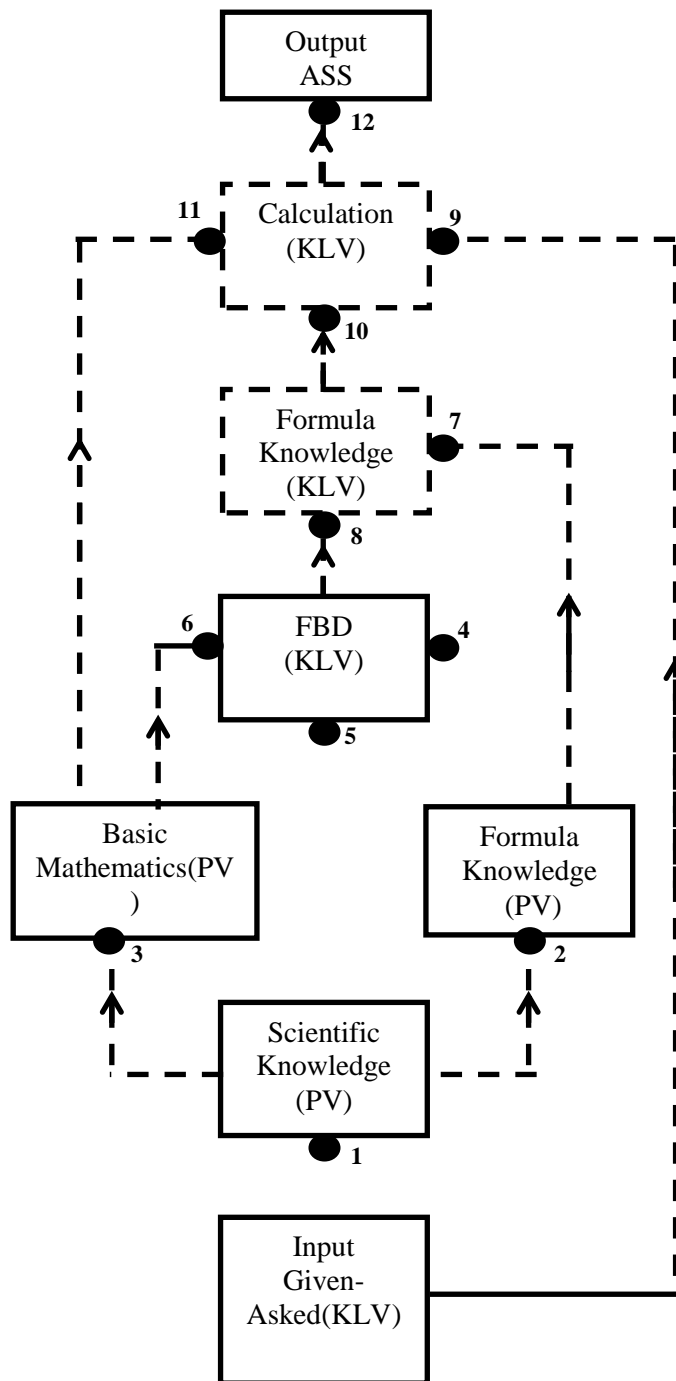 Output
ASS
12
11
Calculation
(KLV)
9
10
Formula
Knowledge
(KLV)
7
8
6
FBD
(KLV)
4
5
Basic
Mathematics(PV
)
Formula
Knowledge
(PV)
3
2
Scientific
Knowledge
(PV)
1
Input
Given-
Asked(KLV)